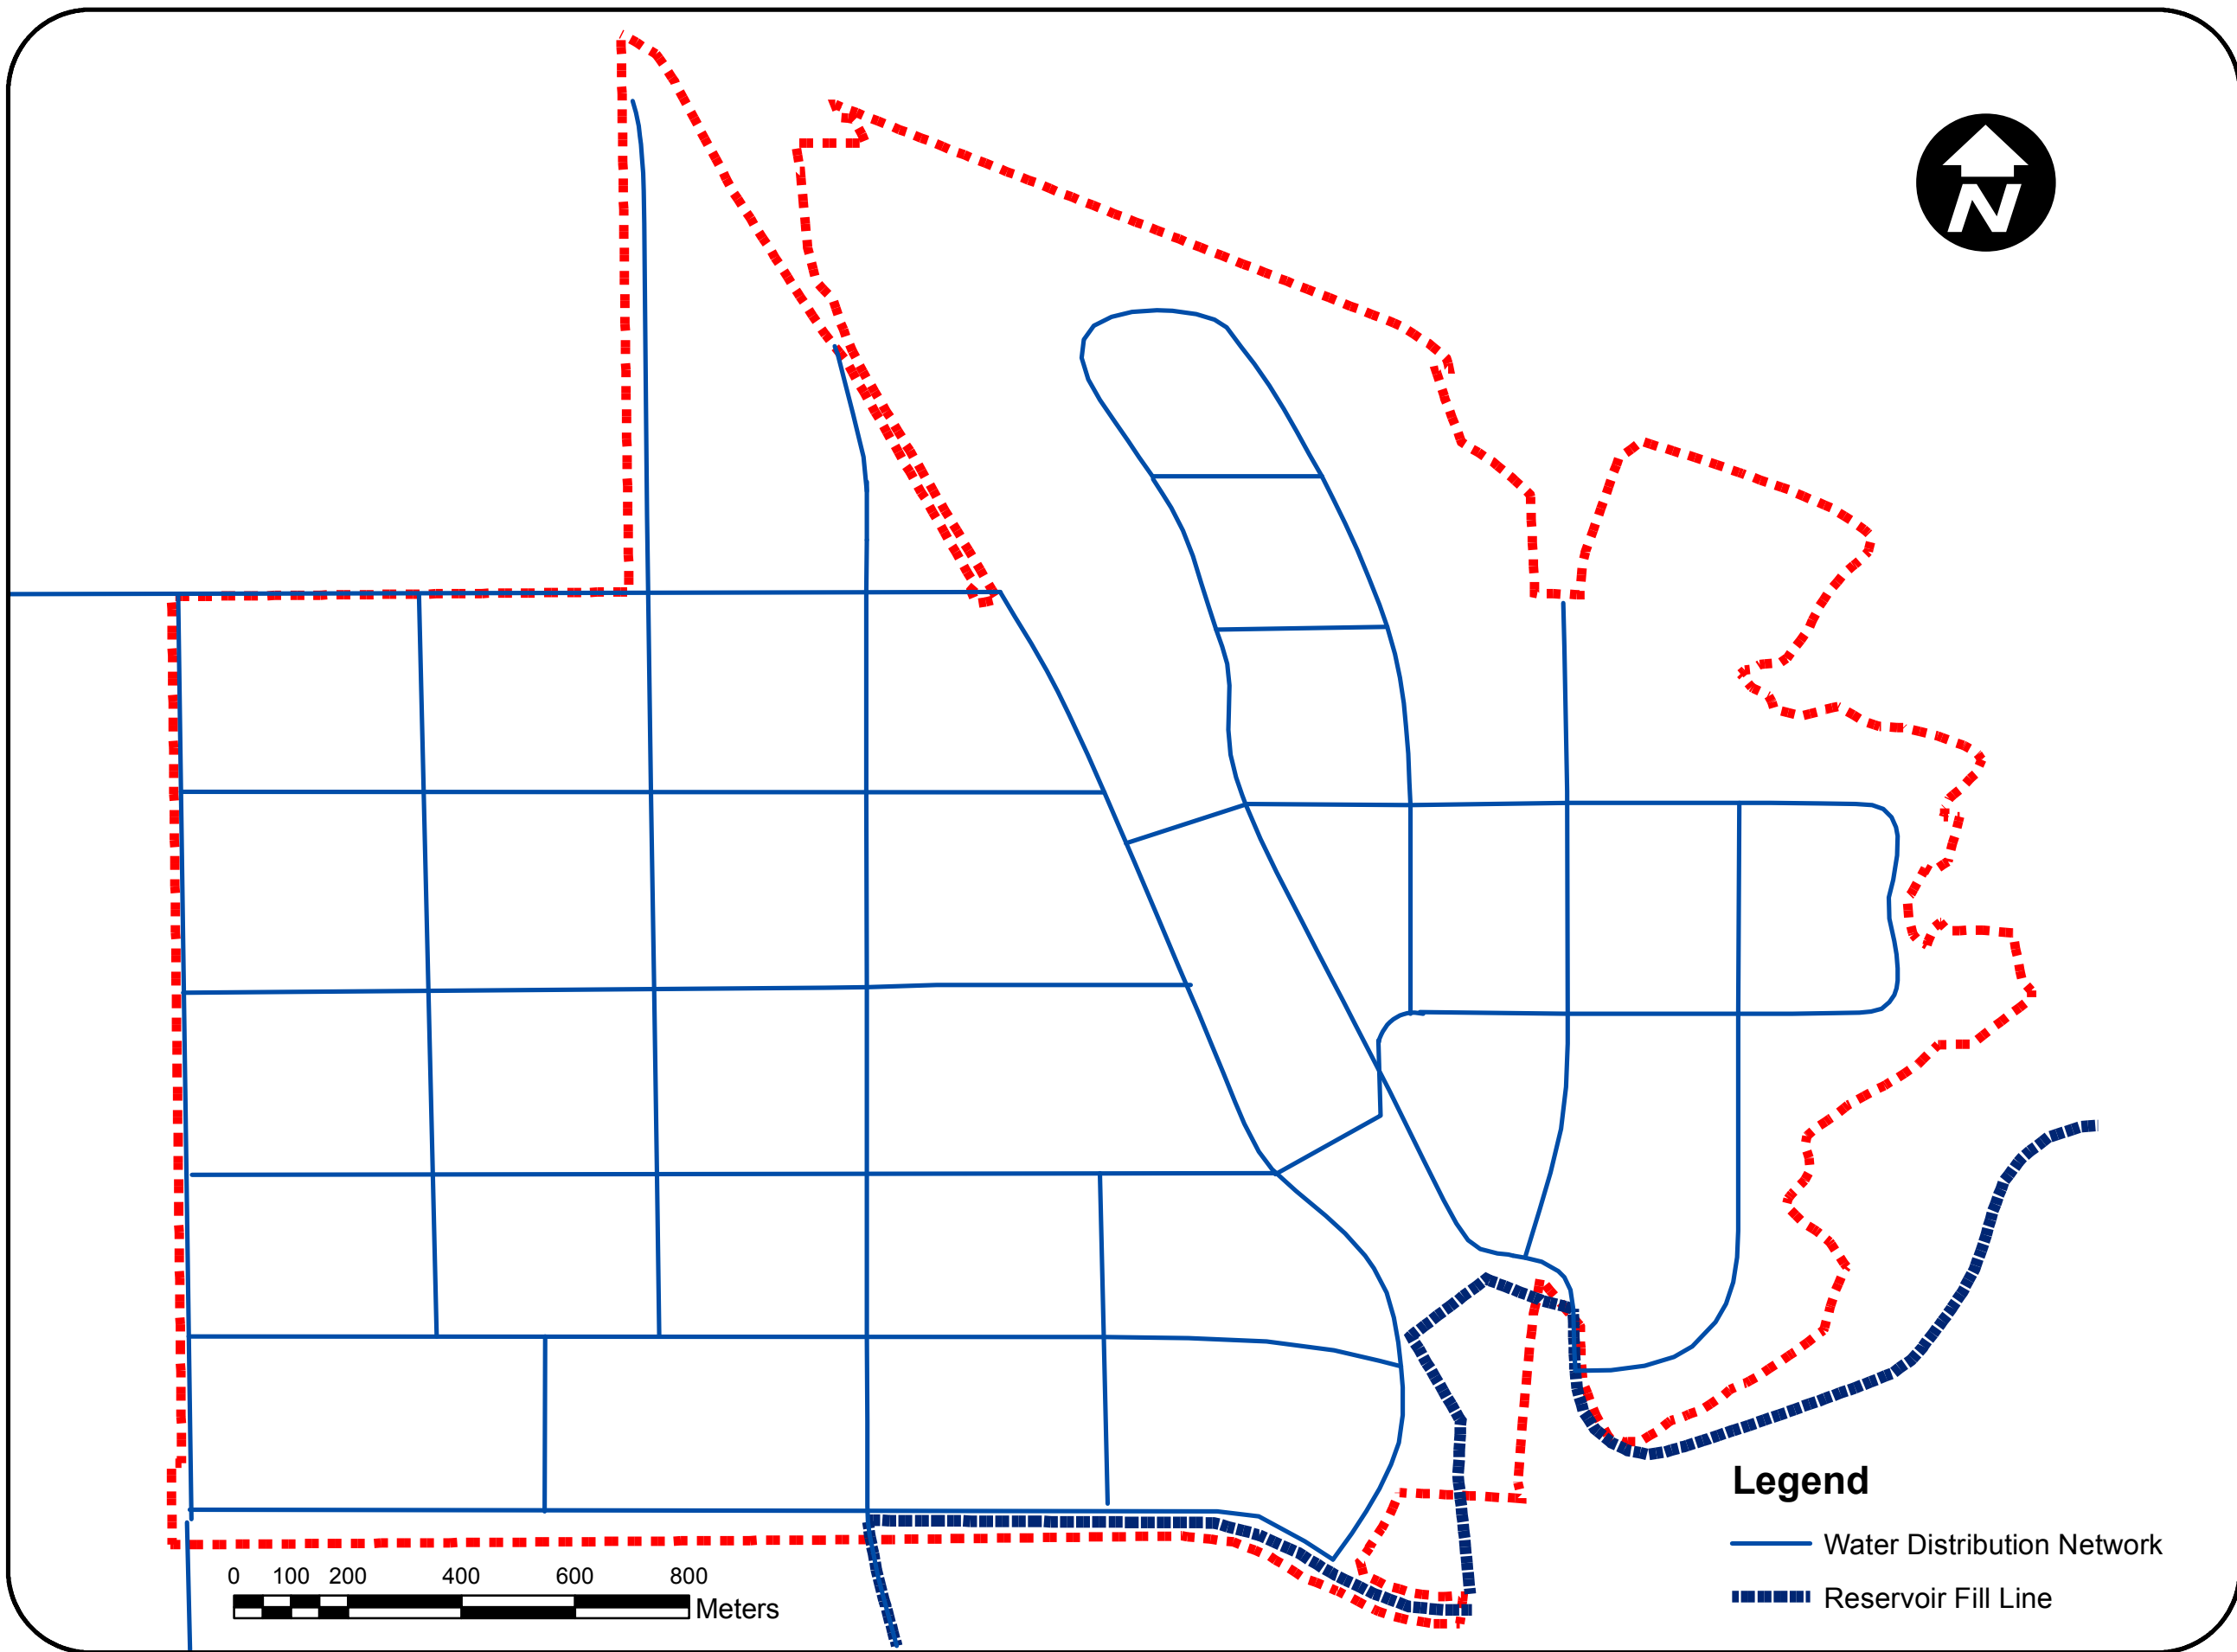 N
Legend
Water Distribution Network
Reservoir Fill Line
0 100 200 400 600 800
Meters